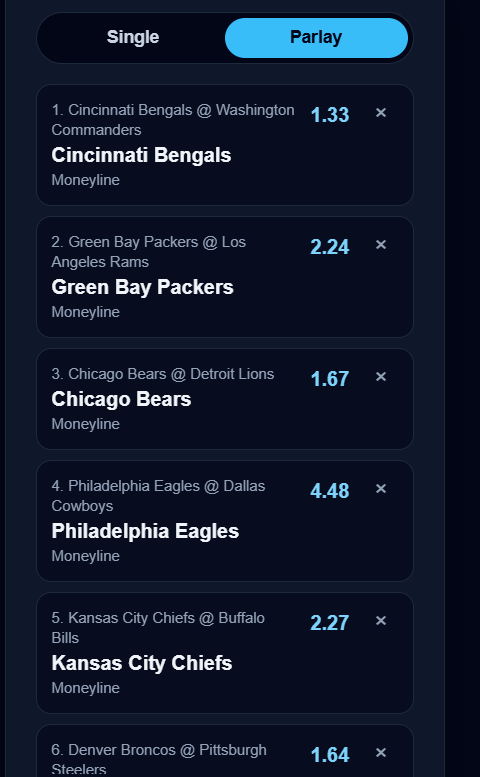 Single
Parlay
1. Cincinnati Bengals @ Washington
Commanders
1.33
×
Cincinnati Bengals
Moneyline
2. Green Bay Packers @ Los
Angeles Rams
2.24
×
Green Bay Packers
Moneyline
3. Chicago Bears @ Detroit Lions
1.67
×
Chicago Bears
Moneyline
4. Philadelphia Eagles @ Dallas
Cowboys
4.48
×
Philadelphia Eagles
Moneyline
5. Kansas City Chiefs @ Buffalo
Bills
2.27
×
Kansas City Chiefs
Moneyline
6. Denver Broncos @ Pittsburgh
Steelers
1.64
×